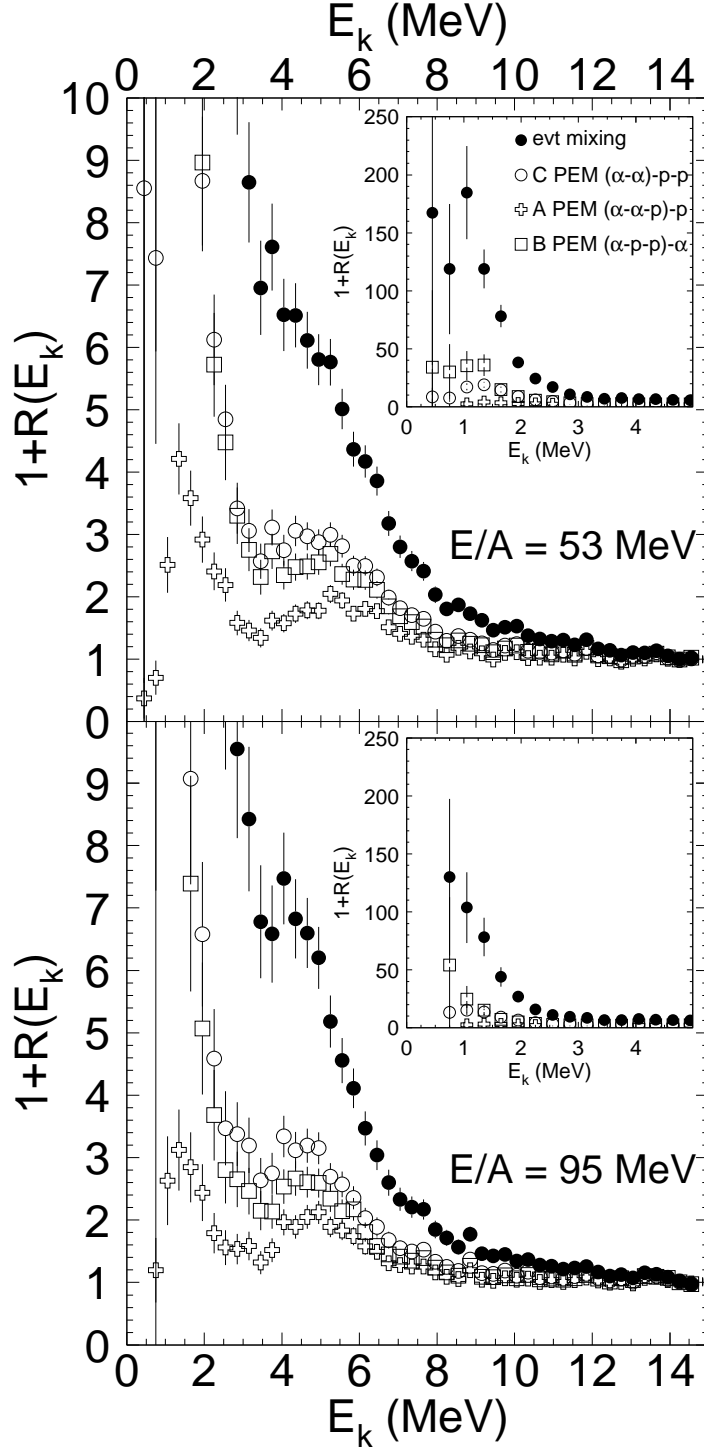 E_k (MeV)
0 2 4 6 8 10 12 14
10
9
8
7
6
5
4
3
2
1
0
1+R(E_k)
250
200
150
100
50
0
1+R(E_k)
evt mixing
C PEM (α-α)-p-p
A PEM (α-α-p)-p
B PEM (α-p-p)-α
0 1 2 3 4
E_k (MeV)
E/A = 53 MeV
9
8
7
6
5
4
3
2
1
0
1+R(E_k)
250
200
150
100
50
0
1+R(E_k)
0 1 2 3 4
E_k (MeV)
E/A = 95 MeV
0 2 4 6 8 10 12 14
E_k (MeV)